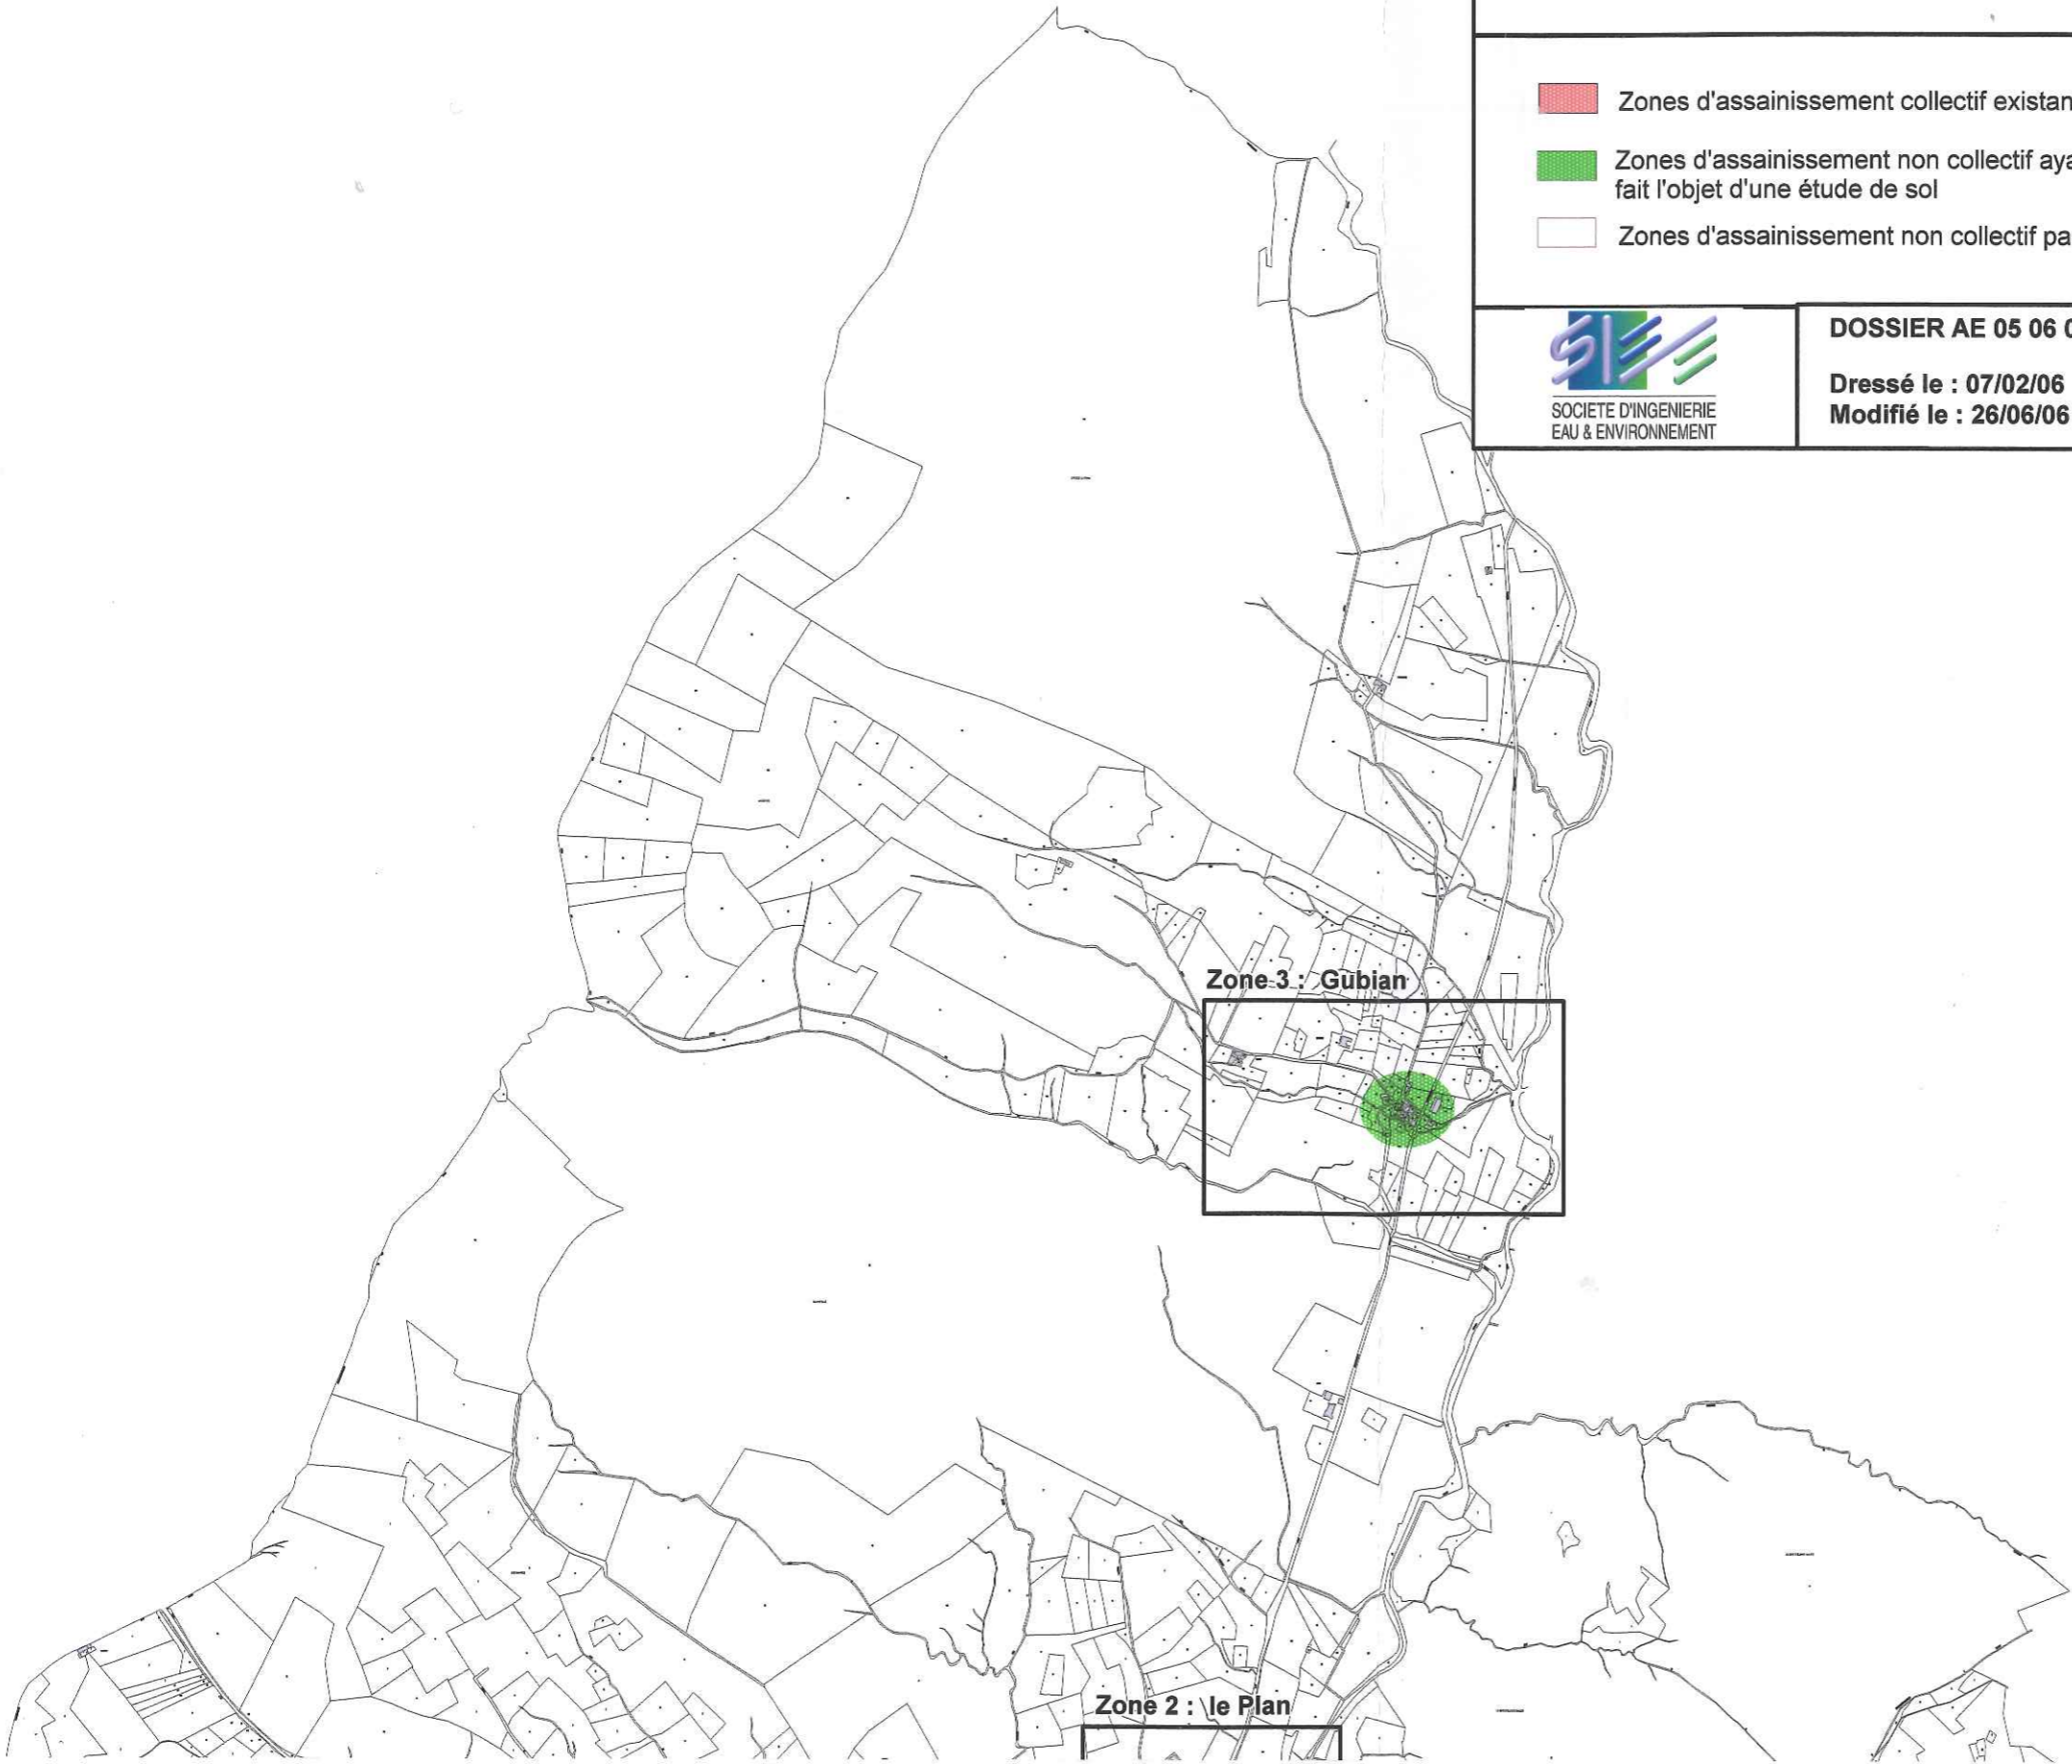 Zones d'assainissement collectif existan
Zones d'assainissement non collectif aya
fait l'objet d'une étude de sol
Zones d'assainissement non collectif pa
SIEE
SOCIETE D'INGENIERIE
EAU & ENVIRONNEMENT
DOSSIER AE 05 06 0
Dressé le : 07/02/06
Modifié le : 26/06/06
Zone 3 : Gubian
Zone 2 : le Plan